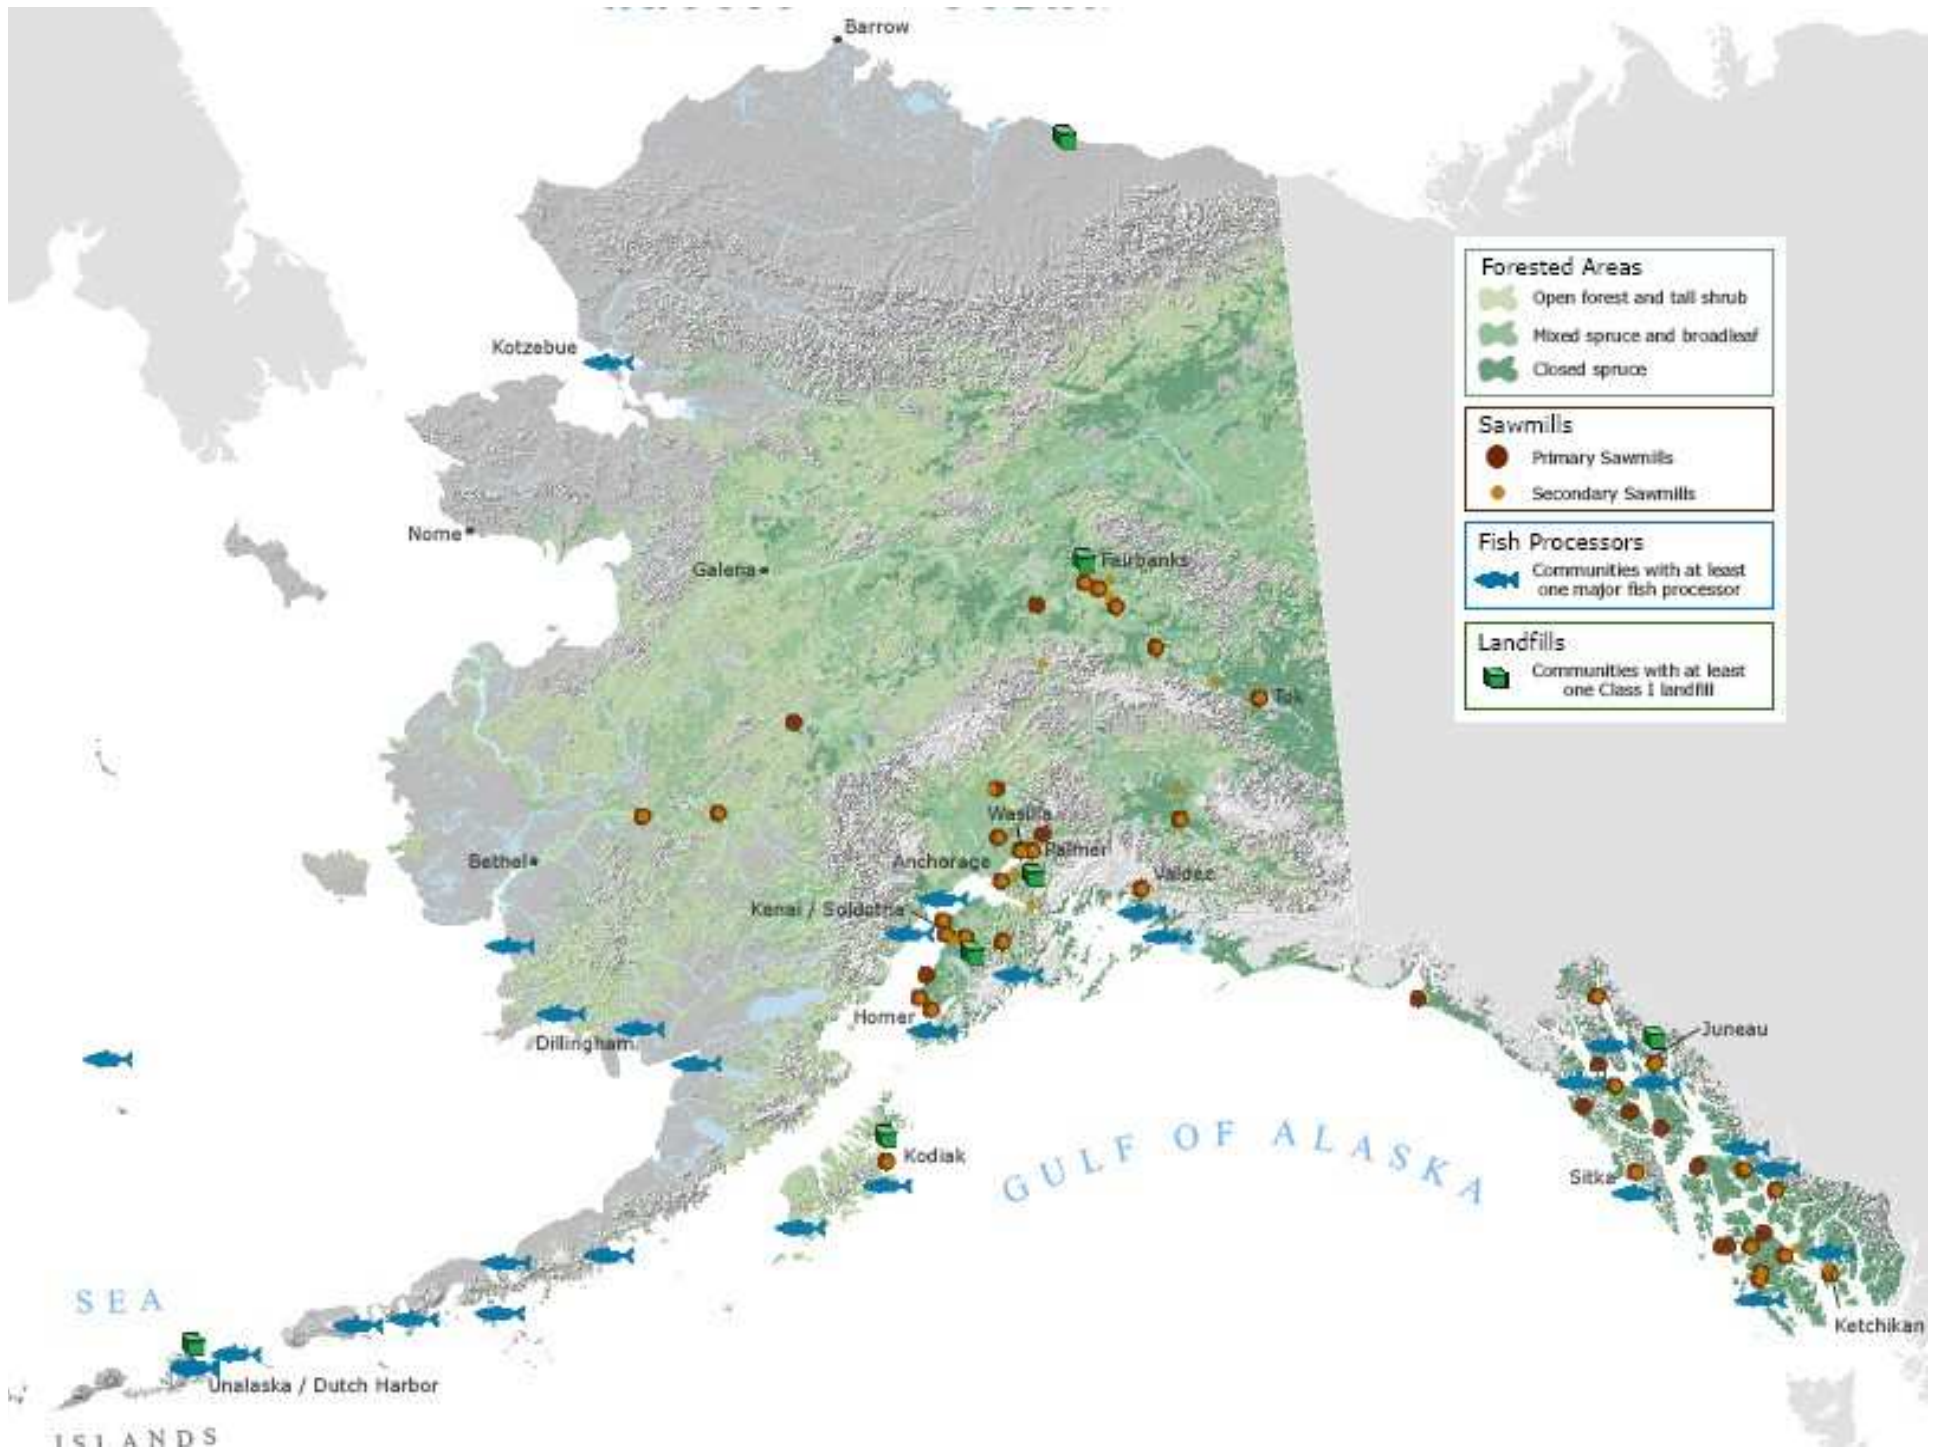 Barrow
Kotzebue
Nome
Galena
Fairbanks
Tok
Bethel
Wasilla
Palmer
Anchorage
Valdez
Kenai / Soldotna
Homer
Dillingham
Kodiak
Juneau
Sitka
Ketchikan
GULF OF ALASKA
SEA
Unalaska / Dutch Harbor
ISLANDS
Forested Areas
Open forest and tall shrub
Mixed spruce and broadleaf
Closed spruce
Sawmills
Primary Sawmills
Secondary Sawmills
Fish Processors
Communities with at least
one major fish processor
Landfills
Communities with at least
one Class I landfill